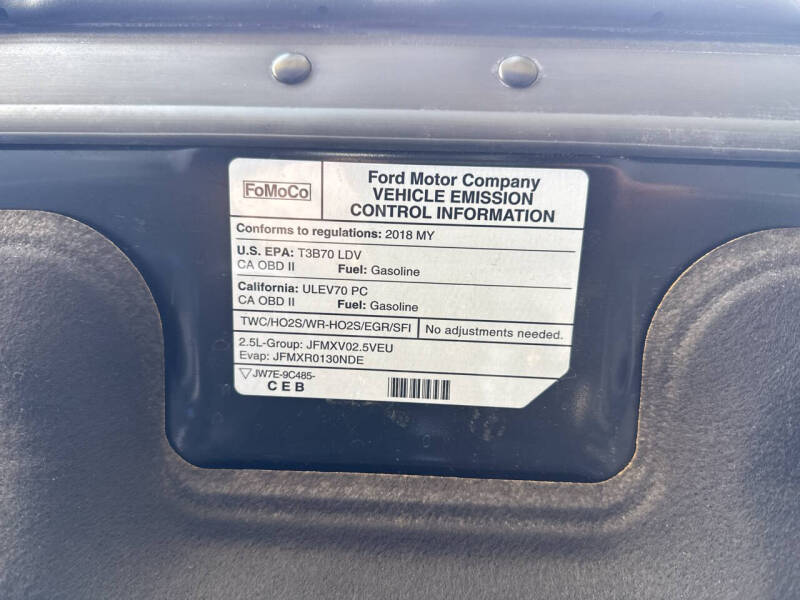 FoMoCo
Ford Motor Company
VEHICLE EMISSION
CONTROL INFORMATION
Conforms to regulations: 2018 MY
U.S. EPA: T3B70 LDV
CA OBD II Fuel: Gasoline
California: ULEV70 PC
CA OBD II Fuel: Gasoline
TWC/HO2S/WR-HO2S/EGR/SFI No adjustments needed.
2.5L-Group: JFMXV02.5VEU
Evap: JFMXR0130NDE
JW7E-9C485-
C E B